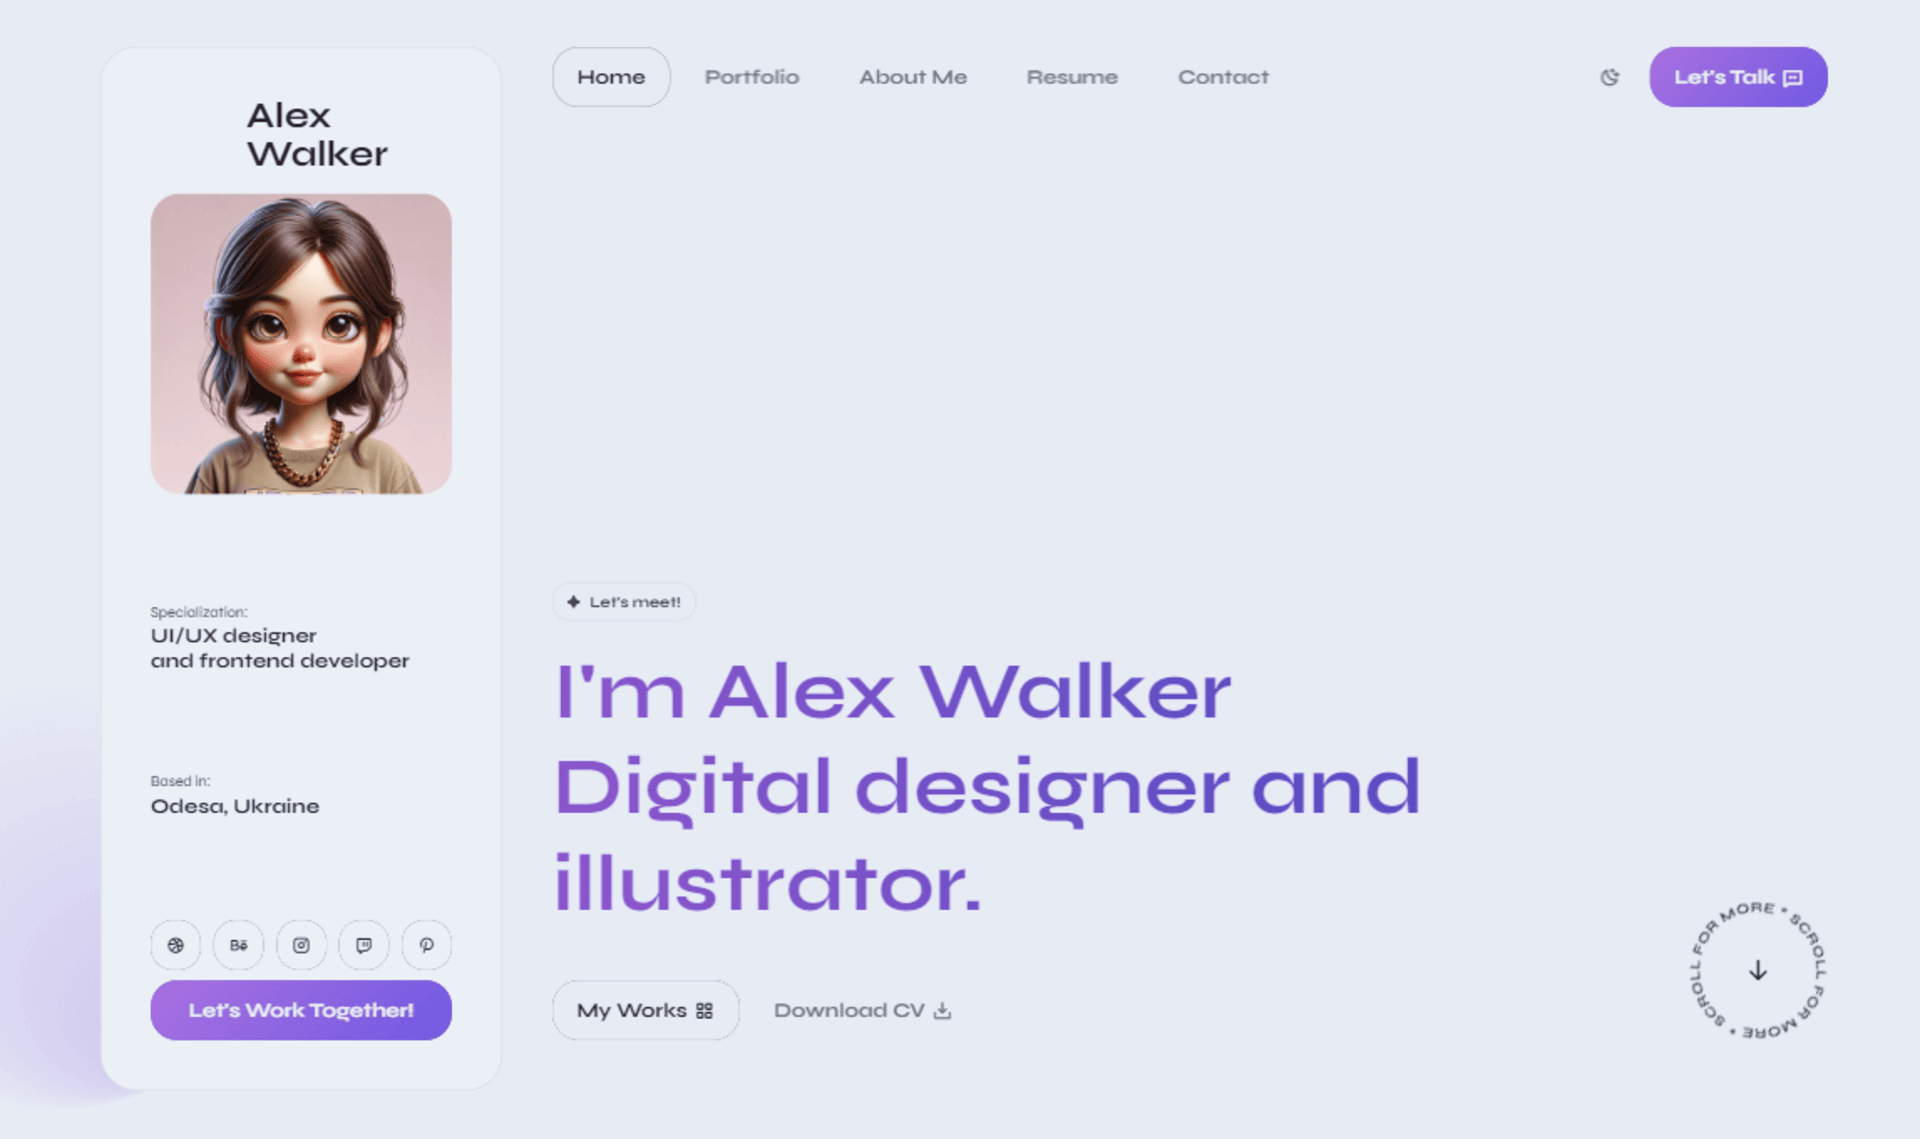 Alex
Walker
Specialization:
UI/UX designer
and frontend developer
Based in:
Odesa, Ukraine
Bē
Let's Work Together!
Home
Portfolio
About Me
Resume
Contact
Let's Talk
Let's meet!
I'm Alex Walker
Digital designer and
illustrator.
My Works
Download CV
SCROLL FOR MORE * SCROLL FOR MORE *